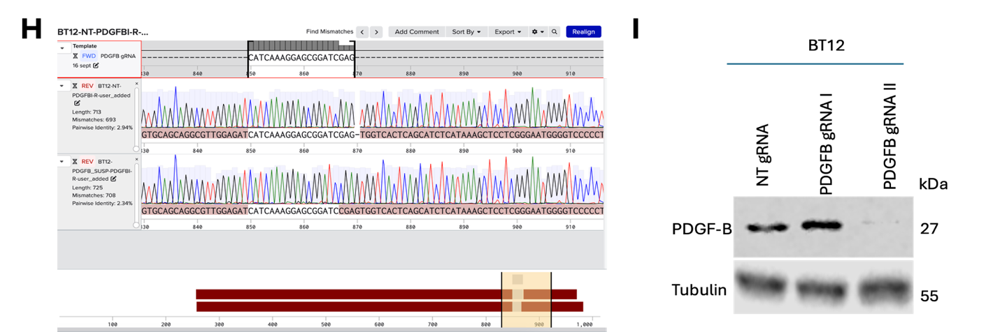 H
BT12-NT-PDGFBI-R-...
Find Mismatches
Add Comment
Sort By
Export
Realign
Template
FWD PDGFB gRNA
16 sept
CATCAAAGGAGCGGATCGAG
830 840 850 860 870 880 890 900 910
REV BT12-NT-
PDGFBI-R-user_added
Length: 713
Mismatches: 693
Pairwise Identity: 2.94%
GTGCAGCAGGCGTTGGAGATCATCAAAGGAGCGGATCGAG-TGGTCACTCAGCATCTCATAAAGCTCCTCGGGAATGGGGTCCCCCT
830 840 850 860 870 880 890 900 910
REV BT12-
PDGFB_SUSP-PDGFBI-
R-user_added
Length: 725
Mismatches: 708
Pairwise Identity: 2.34%
GTGCAGCAGGCGTTGGAGATCATCAAAGGAGCGGATCCGAGTGGTCACTCAGCATCTCATAAAGCTCCTCGGGAATGGGGTCCCCCT
830 840 850 860 870 880 890 900 910
100 200 300 400 500 600 700 800 900 1,000
I
BT12
NT gRNA
PDGFB gRNA I
PDGFB gRNA II
kDa
PDGF-B
27
Tubulin
55